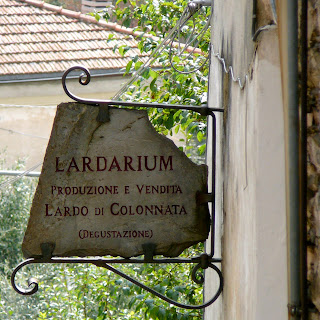 LARDARIUM
PRODUZIONE E VENDITA
LARDO DI COLONNATA
(DEGUSTAZIONE)